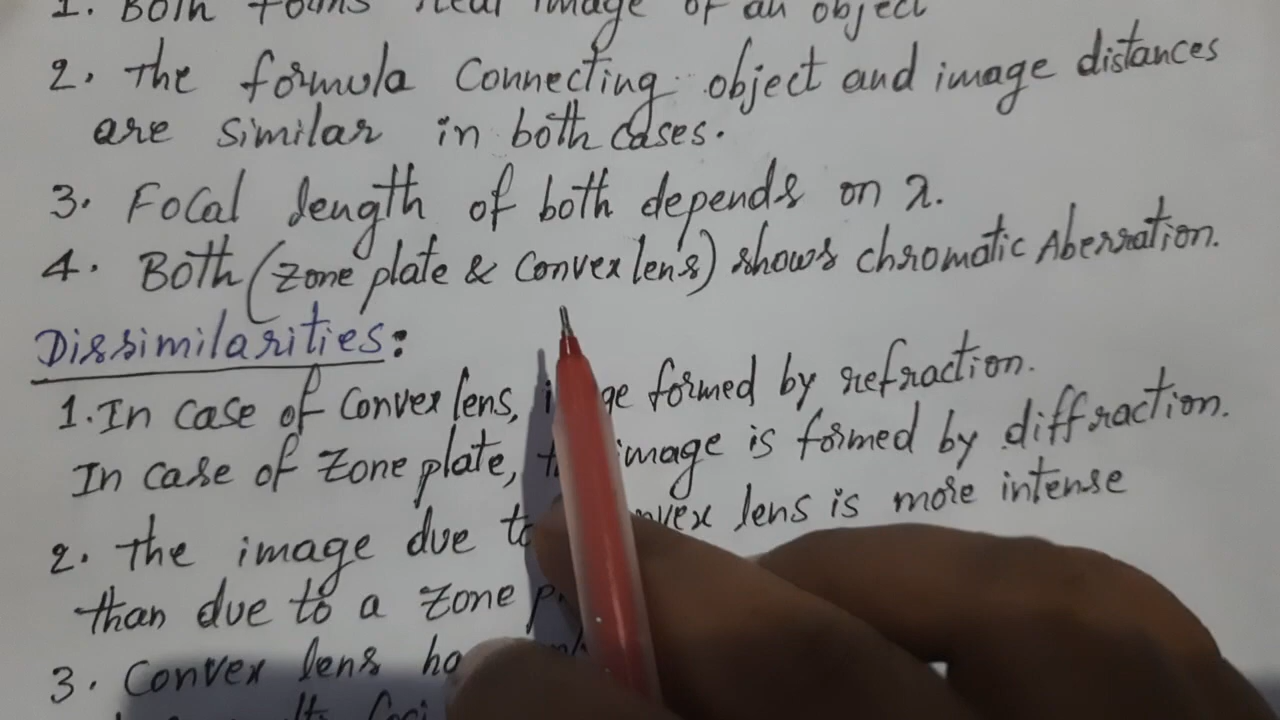 1. Both forms real image of an object
2. The formula Connecting object and image distances
are similar in both cases.
3. Focal length of both depends on λ.
4. Both (Zone plate & Convex lens) shows chromatic Aberration.
Dissimilarities:
1. In case of Convex lens, formed by refraction.
In case of Zone plate, image is formed by diffraction.
2. The image due to lens is more intense
than due to a zone
3. Convex lens